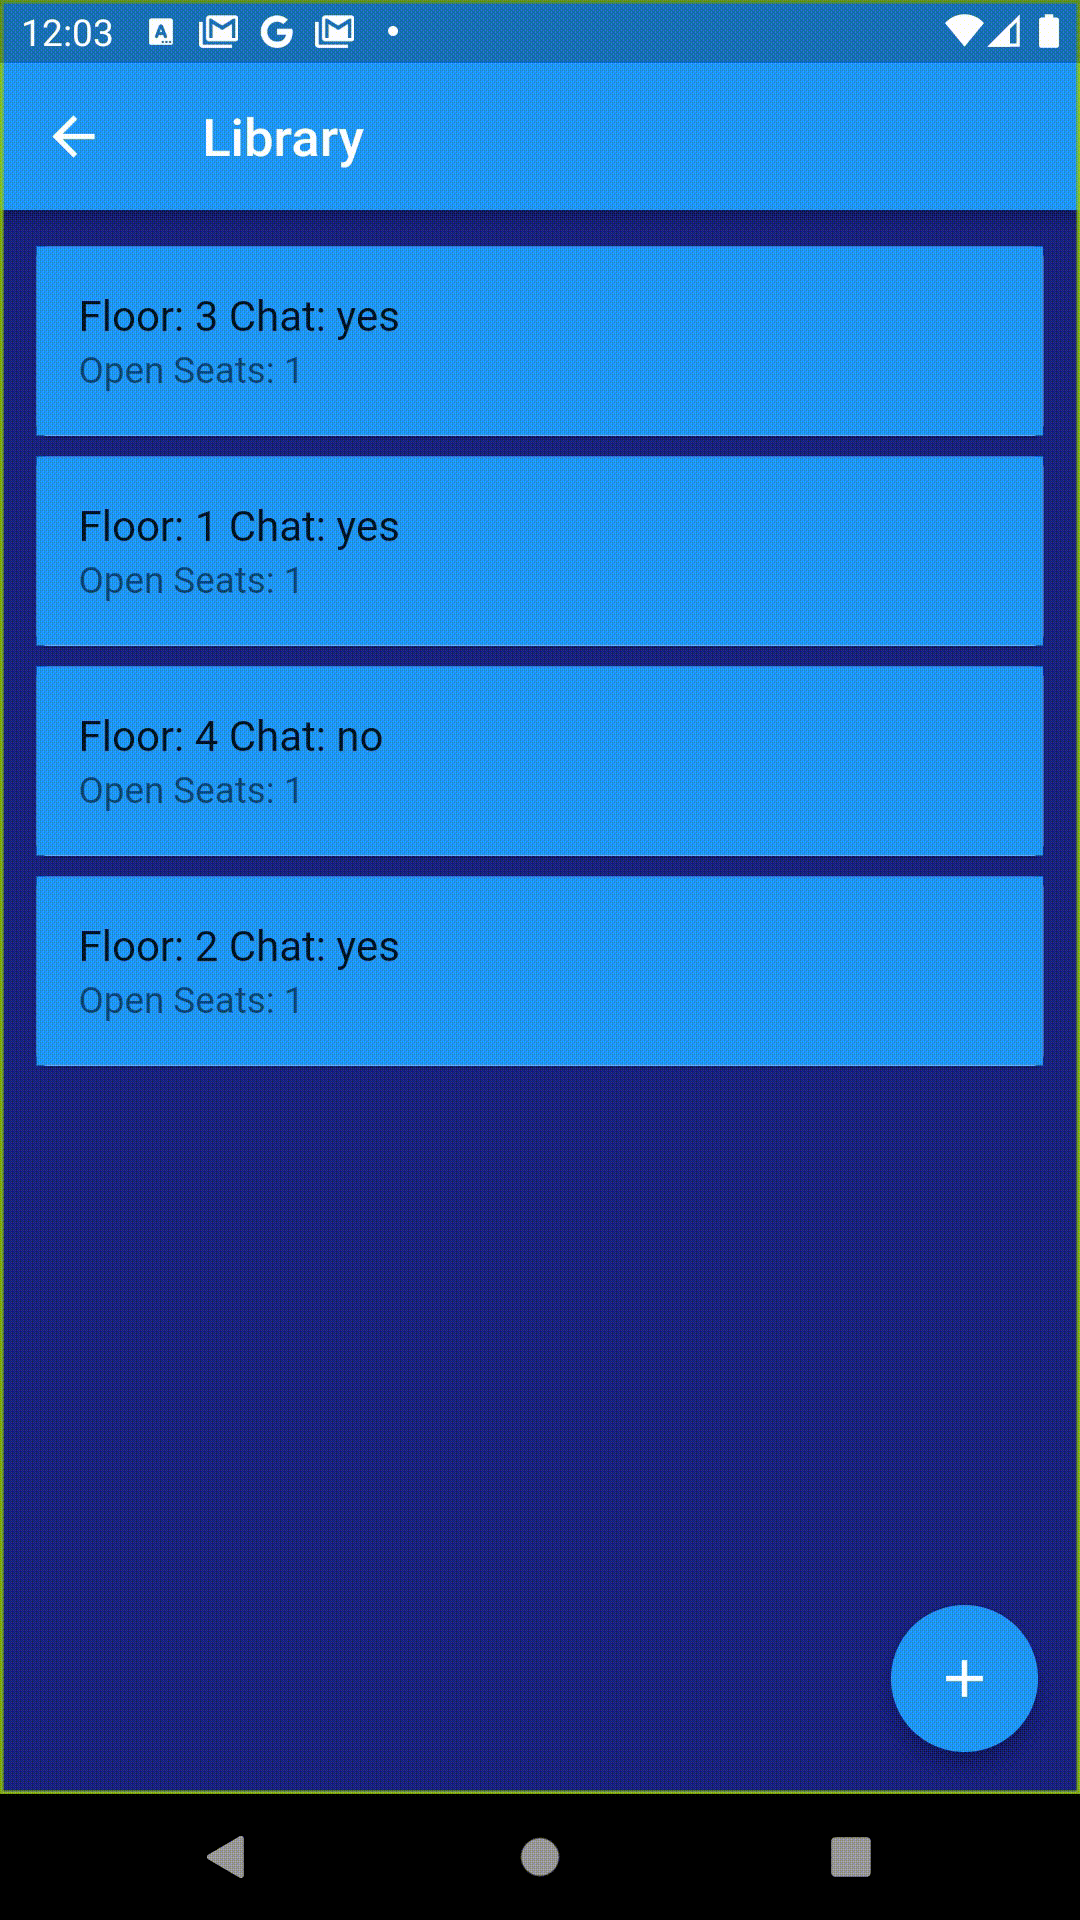 12:03
Library
Floor: 3 Chat: yes
Open Seats: 1
Floor: 1 Chat: yes
Open Seats: 1
Floor: 4 Chat: no
Open Seats: 1
Floor: 2 Chat: yes
Open Seats: 1